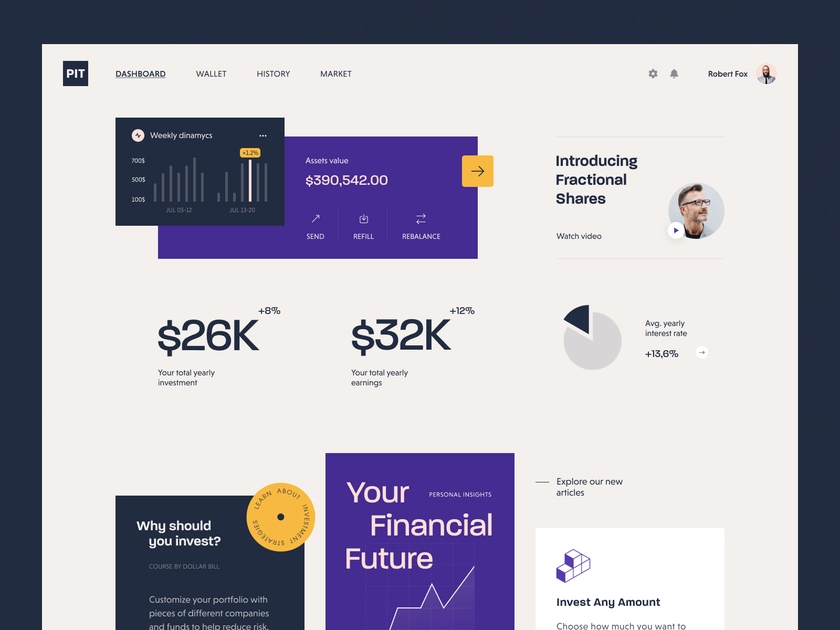 PIT
DASHBOARD
WALLET
HISTORY
MARKET
Robert Fox
Weekly dinamycs
+1.2%
700$
500$
100$
JUL 05-12
JUL 13-20
Assets value
$390,542.00
SEND
REFILL
REBALANCE
Introducing
Fractional
Shares
Watch video
$26K
+8%
Your total yearly
investment
$32K
+12%
Your total yearly
earnings
Avg. yearly
interest rate
+13,6%
Why should
you invest?
COURSE BY DOLLAR BILL
Customize your portfolio with
pieces of different companies
and funds to help reduce risk.
LEARN ABOUT INVESTMENT STRATEGIES
Your
PERSONAL INSIGHTS
Financial
Future
Explore our new
articles
Invest Any Amount
Choose how much you want to